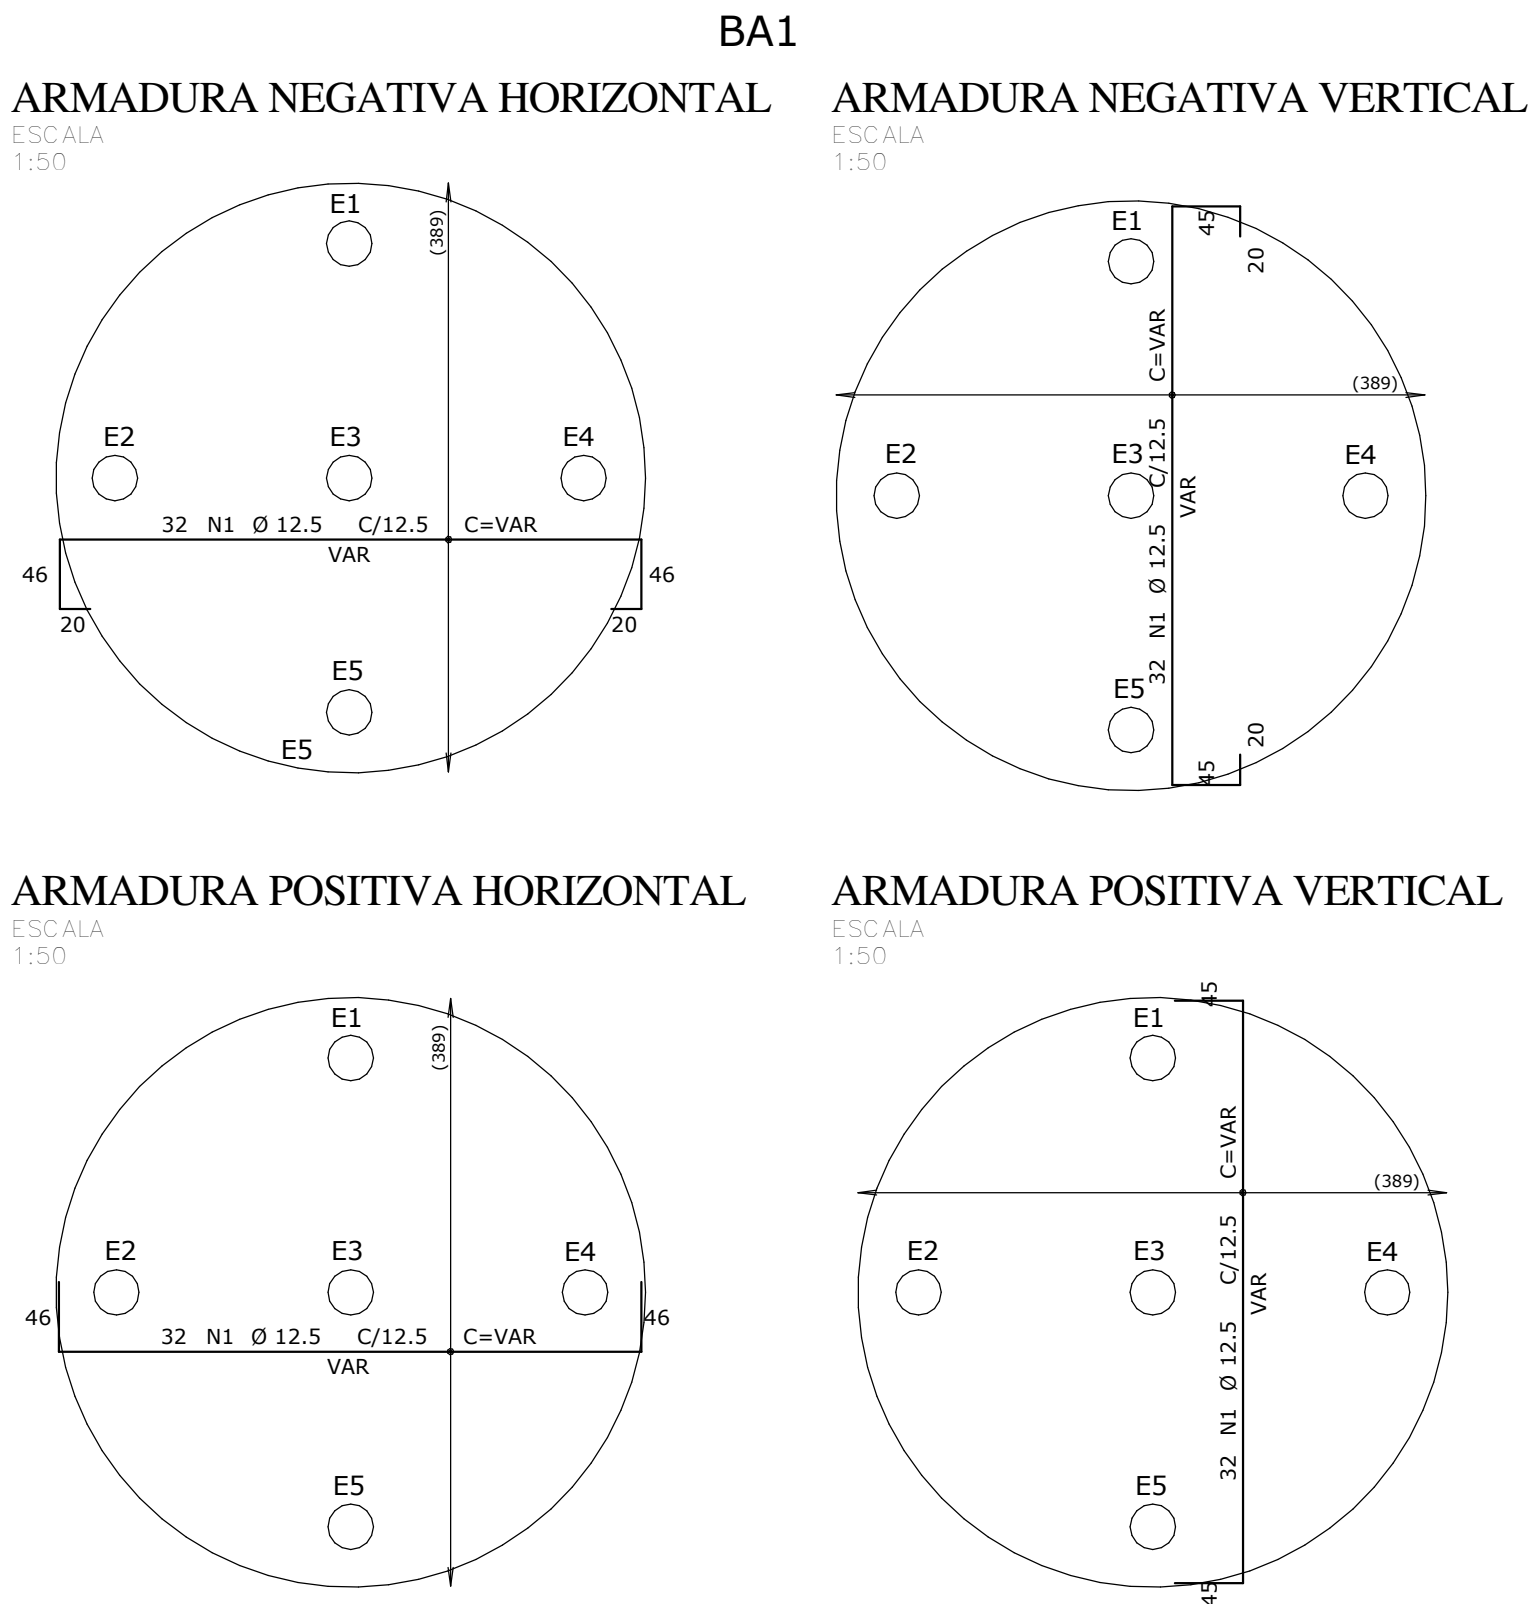 BA1
ARMADURA NEGATIVA HORIZONTAL
ESCALA
1:50
E1
(389)
E2
E3
E4
32 N1 Ø 12.5 C/12.5 C=VAR
VAR
46
46
20
20
E5
E5
ARMADURA NEGATIVA VERTICAL
ESCALA
1:50
E1
45
20
(389)
E2
E3
E4
32 N1 Ø 12.5 C/12.5 C=VAR
VAR
E5
20
45
ARMADURA POSITIVA HORIZONTAL
ESCALA
1:50
E1
(389)
E2
E3
E4
46
46
32 N1 Ø 12.5 C/12.5 C=VAR
VAR
E5
ARMADURA POSITIVA VERTICAL
ESCALA
1:50
45
E1
(389)
E2
E3
E4
32 N1 Ø 12.5 C/12.5 C=VAR
VAR
E5
45